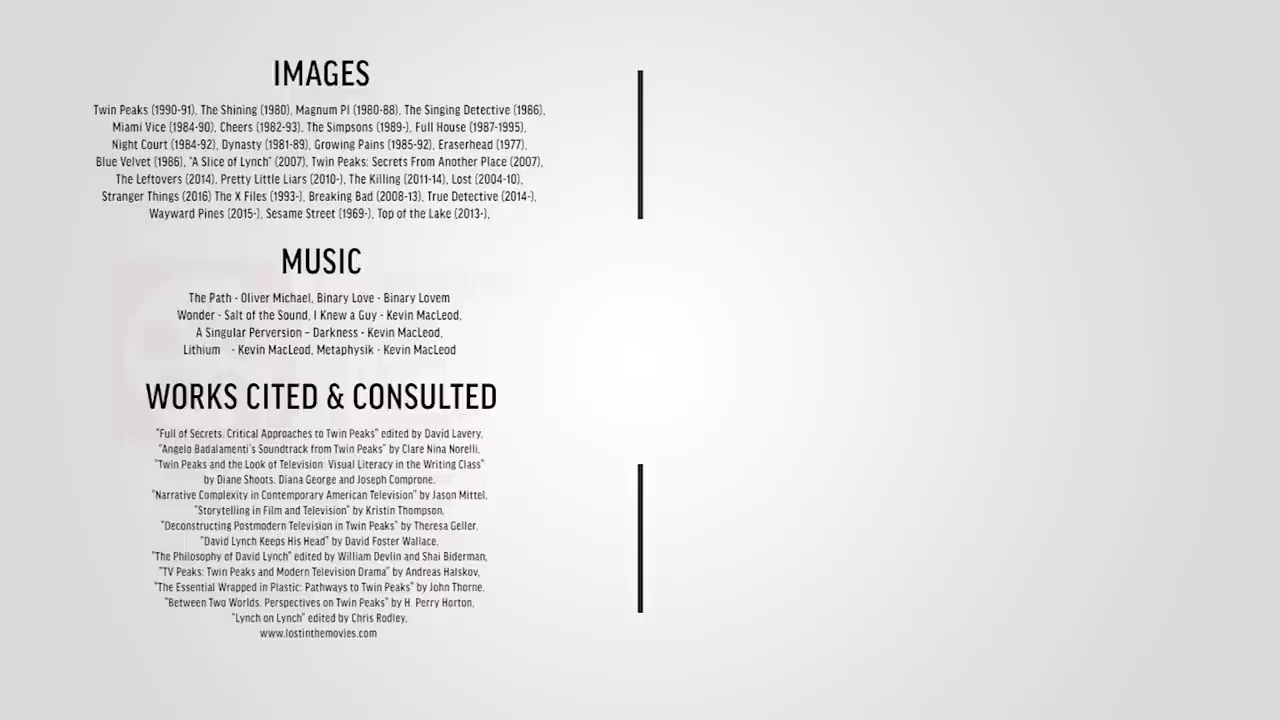 IMAGES
Twin Peaks (1990-91), The Shining (1980), Magnum PI (1980-88), The Singing Detective (1986),
Miami Vice (1984-90), Cheers (1982-93), The Simpsons (1989-), Full House (1987-1995),
Night Court (1984-92), Dynasty (1981-89), Growing Pains (1985-92), Eraserhead (1977),
Blue Velvet (1986), "A Slice of Lynch" (2007), Twin Peaks: Secrets From Another Place (2007),
The Leftovers (2014), Pretty Little Liars (2010-), The Killing (2011-14), Lost (2004-10),
Stranger Things (2016) The X Files (1993-), Breaking Bad (2008-13), True Detective (2014-),
Wayward Pines (2015-), Sesame Street (1969-), Top of the Lake (2013-),
MUSIC
The Path - Oliver Michael, Binary Love - Binary Lovem
Wonder - Salt of the Sound, I Knew a Guy - Kevin MacLeod,
A Singular Perversion – Darkness - Kevin MacLeod,
Lithium - Kevin MacLeod, Metaphysik - Kevin MacLeod
WORKS CITED & CONSULTED
"Full of Secrets: Critical Approaches to Twin Peaks" edited by David Lavery,
"Angelo Badalamenti's Soundtrack from Twin Peaks" by Clare Nina Norelli,
"Twin Peaks and the Look of Television: Visual Literacy in the Writing Class"
by Diane Shoots, Diana George and Joseph Comprone,
"Narrative Complexity in Contemporary American Television" by Jason Mittel,
"Storytelling in Film and Television" by Kristin Thompson,
"Deconstructing Postmodern Television in Twin Peaks" by Theresa Geller,
"David Lynch Keeps His Head" by David Foster Wallace,
"The Philosophy of David Lynch" edited by William Devlin and Shai Biderman,
"TV Peaks: Twin Peaks and Modern Television Drama" by Andreas Halskov,
"The Essential Wrapped in Plastic: Pathways to Twin Peaks" by John Thorne,
"Between Two Worlds: Perspectives on Twin Peaks" by H. Perry Horton,
"Lynch on Lynch" edited by Chris Rodley,
www.lostinthemovies.com